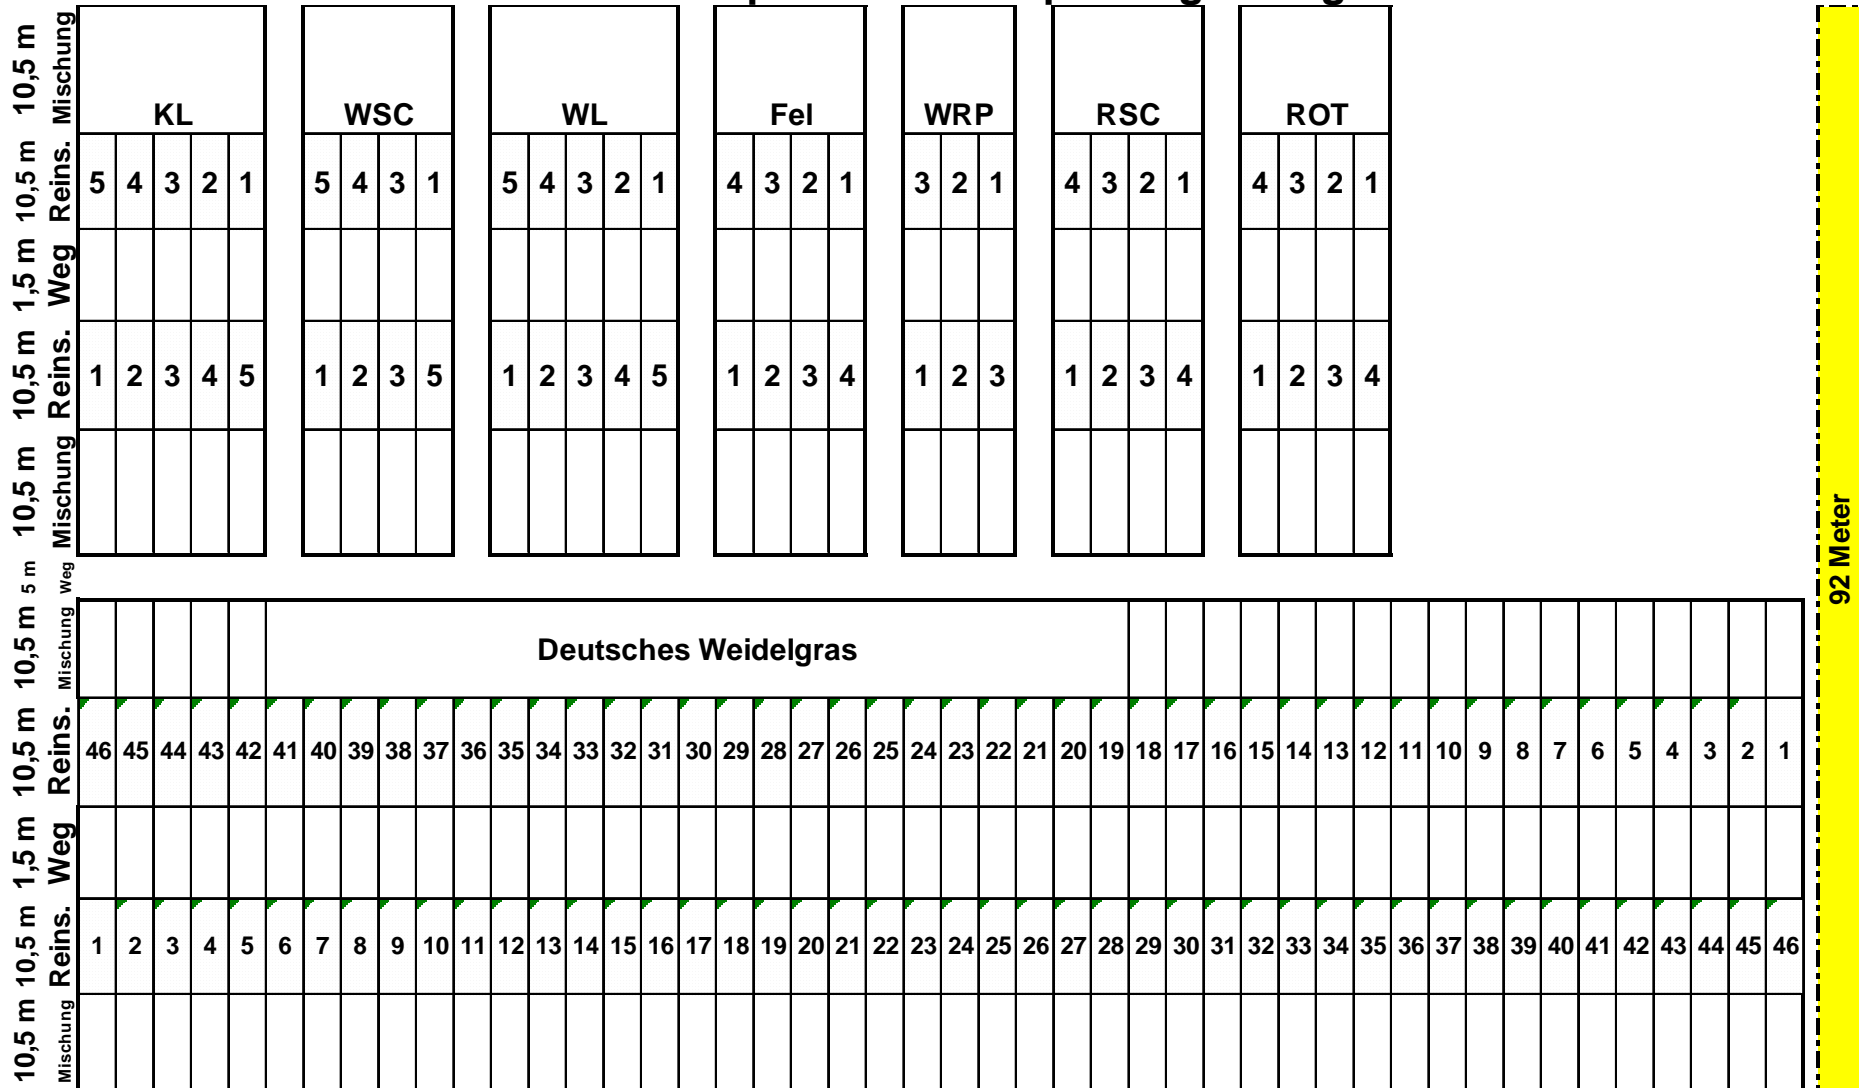 10,5 m Mischung
KL WSC WL Fel WRP RSC ROT
10,5 m Reins.
5 4 3 2 1 5 4 3 1 5 4 3 2 1 4 3 2 1 3 2 1 4 3 2 1 4 3 2 1
1,5 m Weg
10,5 m Reins.
1 2 3 4 5 1 2 3 5 1 2 3 4 5 1 2 3 4 1 2 3 1 2 3 4 1 2 3 4
10,5 m Mischung
5 m Weg
10,5 m Mischung
Deutsches Weidelgras
10,5 m Reins.
46 45 44 43 42 41 40 39 38 37 36 35 34 33 32 31 30 29 28 27 26 25 24 23 22 21 20 19 18 17 16 15 14 13 12 11 10 9 8 7 6 5 4 3 2 1
1,5 m Weg
10,5 m Reins.
1 2 3 4 5 6 7 8 9 10 11 12 13 14 15 16 17 18 19 20 21 22 23 24 25 26 27 28 29 30 31 32 33 34 35 36 37 38 39 40 41 42 43 44 45 46
10,5 m Mischung
92 Meter